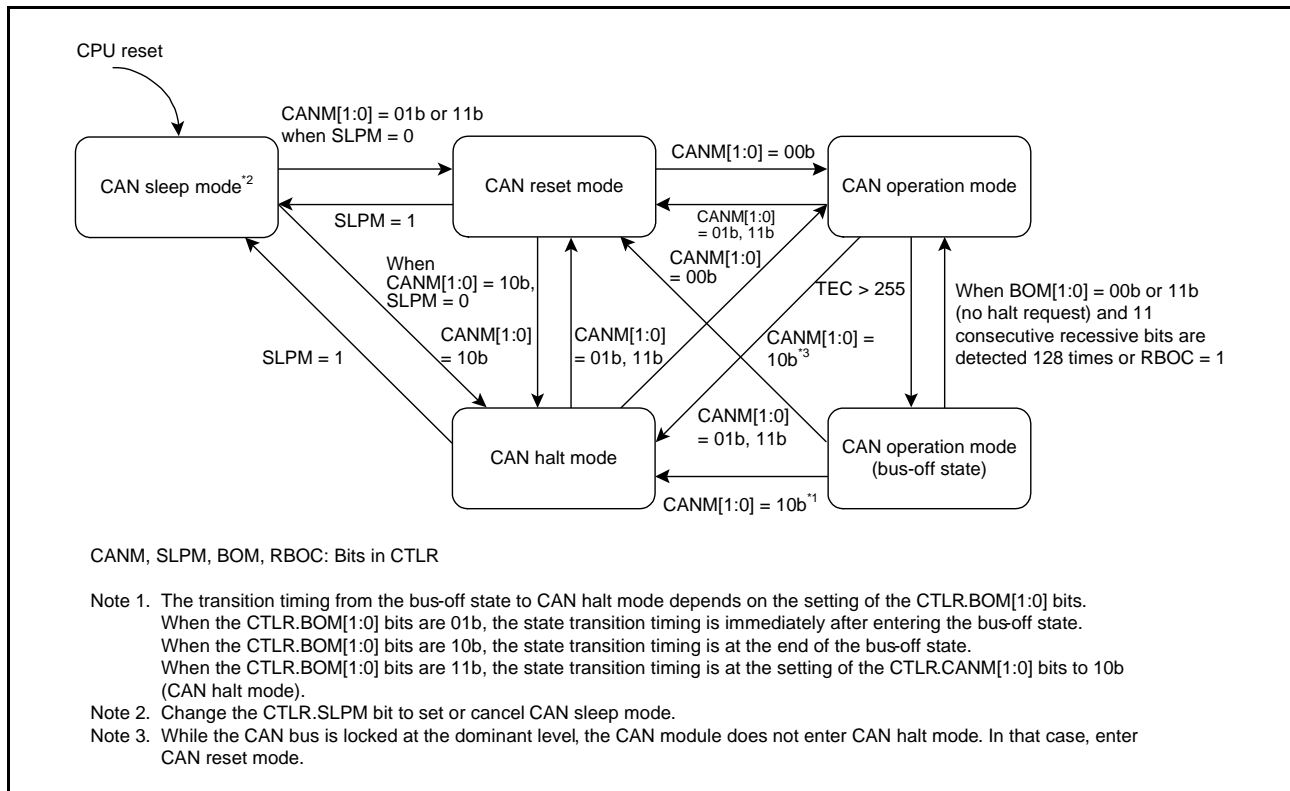 CPU reset
CANM[1:0] = 01b or 11b
when SLPM = 0
CAN sleep mode*2
CAN reset mode
CANM[1:0] = 00b
CAN operation mode
SLPM = 1
CANM[1:0]
= 01b, 11b
When
CANM[1:0] = 10b,
SLPM = 0
CANM[1:0]
= 00b
TEC > 255
When BOM[1:0] = 00b or 11b
(no halt request) and 11
consecutive recessive bits are
detected 128 times or RBOC = 1
SLPM = 1
CANM[1:0]
= 10b
CANM[1:0]
= 01b, 11b
CANM[1:0] =
10b*3
CANM[1:0]
= 01b, 11b
CAN halt mode
CAN operation mode
(bus-off state)
CANM[1:0] = 10b*1
CANM, SLPM, BOM, RBOC: Bits in CTLR
Note 1. The transition timing from the bus-off state to CAN halt mode depends on the setting of the CTLR.BOM[1:0] bits.
When the CTLR.BOM[1:0] bits are 01b, the state transition timing is immediately after entering the bus-off state.
When the CTLR.BOM[1:0] bits are 10b, the state transition timing is at the end of the bus-off state.
When the CTLR.BOM[1:0] bits are 11b, the state transition timing is at the setting of the CTLR.CANM[1:0] bits to 10b
(CAN halt mode).
Note 2. Change the CTLR.SLPM bit to set or cancel CAN sleep mode.
Note 3. While the CAN bus is locked at the dominant level, the CAN module does not enter CAN halt mode. In that case, enter
CAN reset mode.